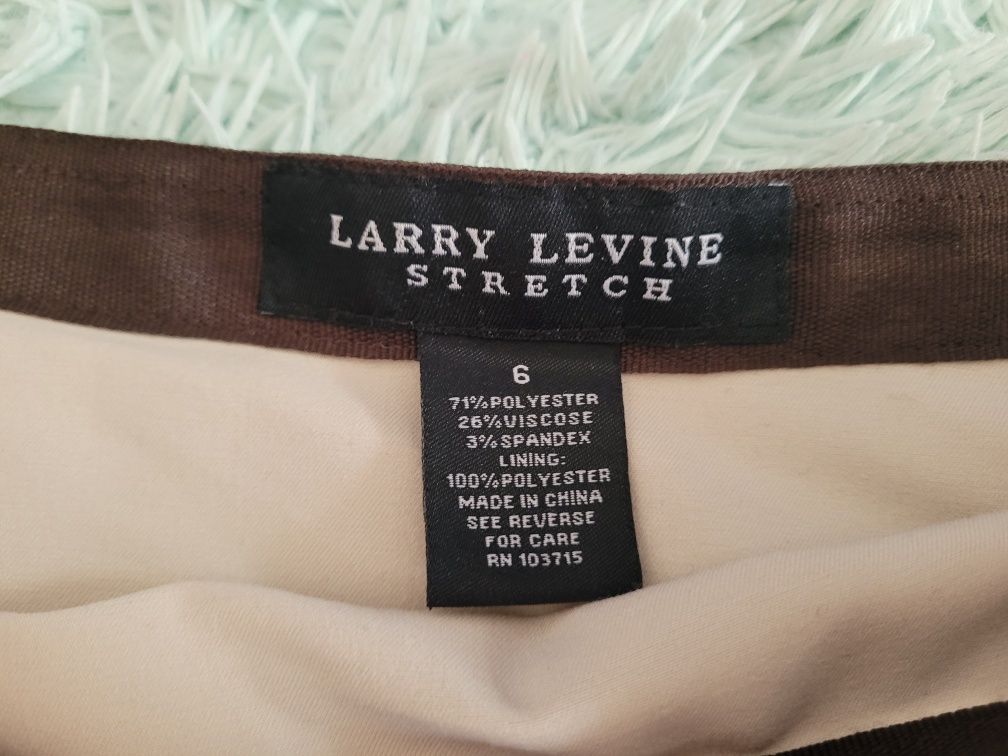 LARRY LEVINE
STRETCH
6
71%POLYESTER
26%VISCOSE
3%SPANDEX
LINING:
100%POLYESTER
MADE IN CHINA
SEE REVERSE
FOR CARE
RN 103715